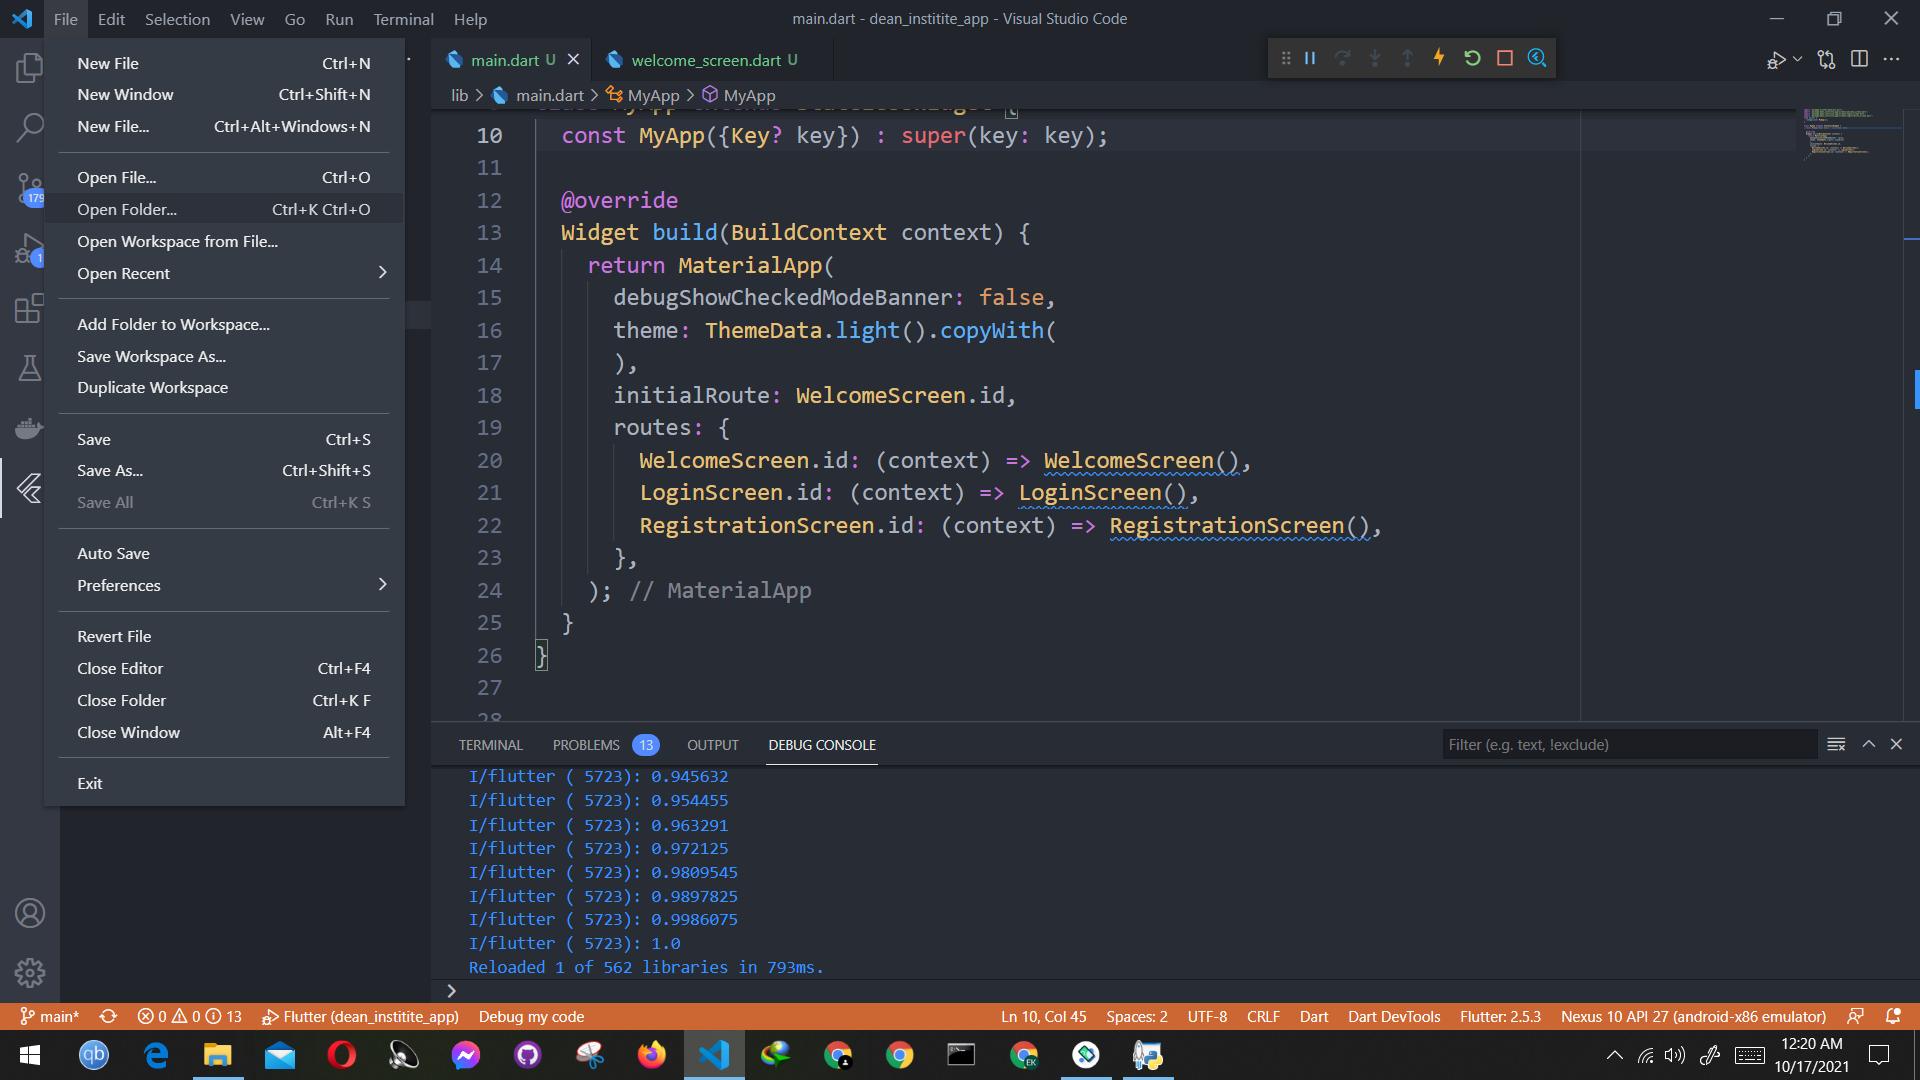 File Edit Selection View Go Run Terminal Help
main.dart - dean_institite_app - Visual Studio Code
New File Ctrl+N
New Window Ctrl+Shift+N
New File... Ctrl+Alt+Windows+N
Open File... Ctrl+O
Open Folder... Ctrl+K Ctrl+O
Open Workspace from File...
Open Recent
Add Folder to Workspace...
Save Workspace As...
Duplicate Workspace
Save Ctrl+S
Save As... Ctrl+Shift+S
Save All Ctrl+K S
Auto Save
Preferences
Revert File
Close Editor Ctrl+F4
Close Folder Ctrl+K F
Close Window Alt+F4
Exit
179
1
main.dart U
welcome_screen.dart U
lib > main.dart > MyApp > MyApp
10 const MyApp({Key? key}) : super(key: key);
11
12 @override
13 Widget build(BuildContext context) {
14 return MaterialApp(
15 debugShowCheckedModeBanner: false,
16 theme: ThemeData.light().copyWith(
17 ),
18 initialRoute: WelcomeScreen.id,
19 routes: {
20 WelcomeScreen.id: (context) => WelcomeScreen(),
21 LoginScreen.id: (context) => LoginScreen(),
22 RegistrationScreen.id: (context) => RegistrationScreen(),
23 },
24 ); // MaterialApp
25 }
26 }
27
28
TERMINAL PROBLEMS 13 OUTPUT DEBUG CONSOLE
Filter (e.g. text, !exclude)
I/flutter ( 5723): 0.945632
I/flutter ( 5723): 0.954455
I/flutter ( 5723): 0.963291
I/flutter ( 5723): 0.972125
I/flutter ( 5723): 0.9809545
I/flutter ( 5723): 0.9897825
I/flutter ( 5723): 0.9986075
I/flutter ( 5723): 1.0
Reloaded 1 of 562 libraries in 793ms.
>
main* 0 0 13 Flutter (dean_institite_app) Debug my code
Ln 10, Col 45 Spaces: 2 UTF-8 CRLF Dart Dart DevTools Flutter: 2.5.3 Nexus 10 API 27 (android-x86 emulator)
qb
EK
12:20 AM
10/17/2021